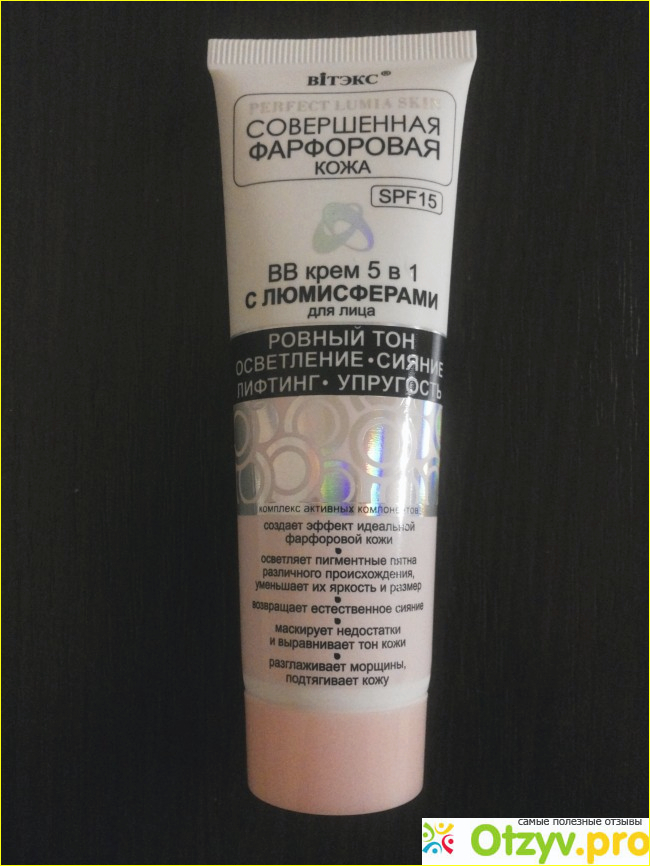 ВІТЭКС®
PERFECT LUMIA SKIN
СОВЕРШЕННАЯ
ФАРФОРОВАЯ
КОЖА
SPF15
ВВ крем 5 в 1
С ЛЮМИСФЕРАМИ
для лица
РОВНЫЙ ТОН
ОСВЕТЛЕНИЕ • СИЯНИЕ
ЛИФТИНГ • УПРУГОСТЬ
комплекс активных компонентов:
создает эффект идеальной
фарфоровой кожи
•
осветляет пигментные пятна
различного происхождения,
уменьшает их яркость и размер
•
возвращает естественное сияние
•
маскирует недостатки
и выравнивает тон кожи
•
разглаживает морщины,
подтягивает кожу
самые полезные отзывы
Otzyv.pro